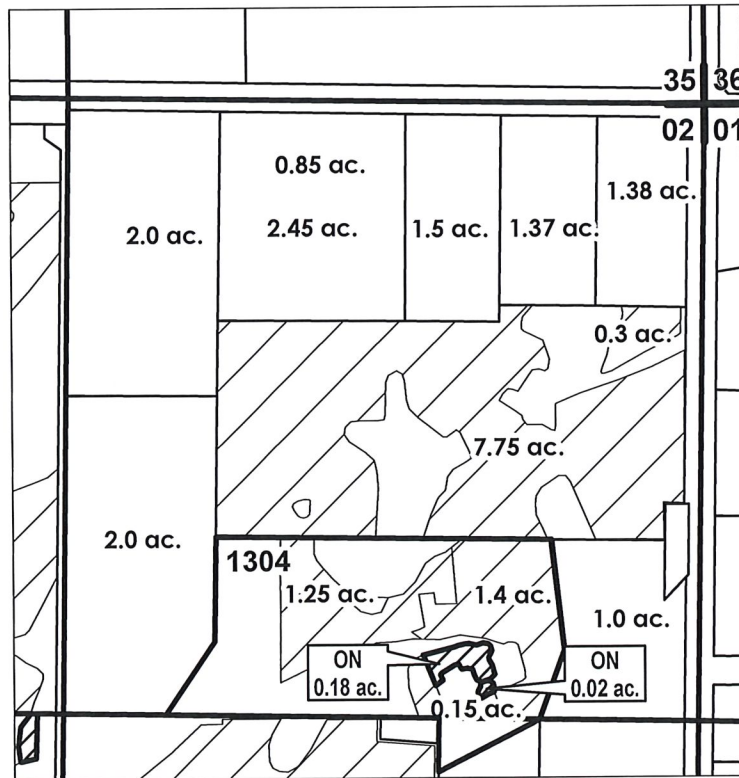 35 36
02 01
0.85 ac.
1.38 ac.
2.0 ac.
2.45 ac.
1.5 ac.
1.37 ac.
0.3 ac.
7.75 ac.
2.0 ac.
1304
1.25 ac.
1.4 ac.
1.0 ac.
ON
0.18 ac.
ON
0.02 ac.
0.15 ac.